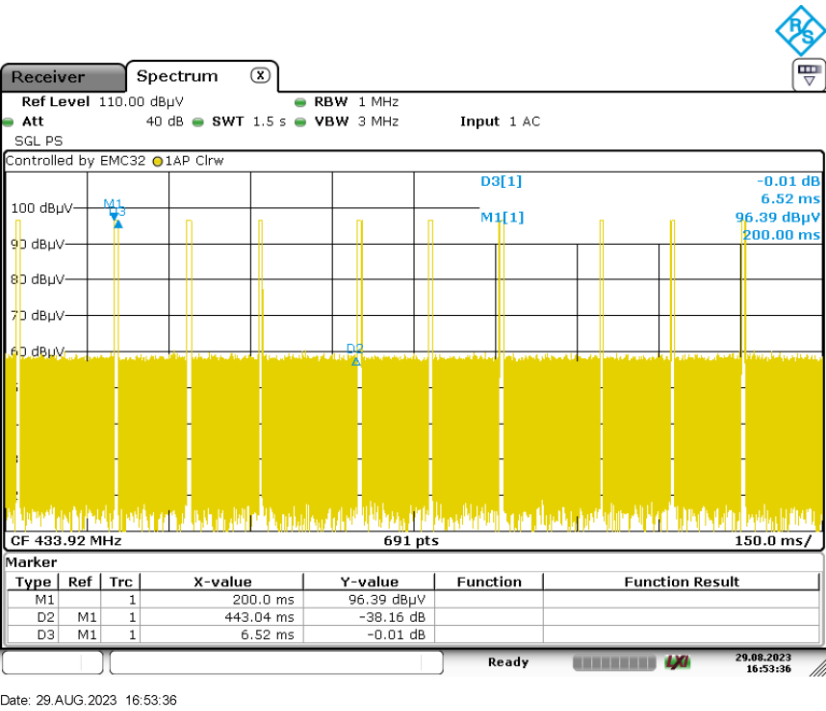 R&S
Receiver Spectrum X
Ref Level 110.00 dBµV RBW 1 MHz
Att 40 dB SWT 1.5 s VBW 3 MHz Input 1 AC
SGL PS
Controlled by EMC32 1AP Clrw
D3[1] -0.01 dB
6.52 ms
M1[1] 96.39 dBµV
200.00 ms
M1
D3
100 dBµV
90 dBµV
80 dBµV
70 dBµV
60 dBµV
D2
CF 433.92 MHz 691 pts 150.0 ms/
Marker
Type Ref Trc X-value Y-value Function Function Result
M1 1 200.0 ms 96.39 dBµV
D2 M1 1 443.04 ms -38.16 dB
D3 M1 1 6.52 ms -0.01 dB
Ready LXI 29.08.2023
16:53:36
Date: 29.AUG.2023 16:53:36